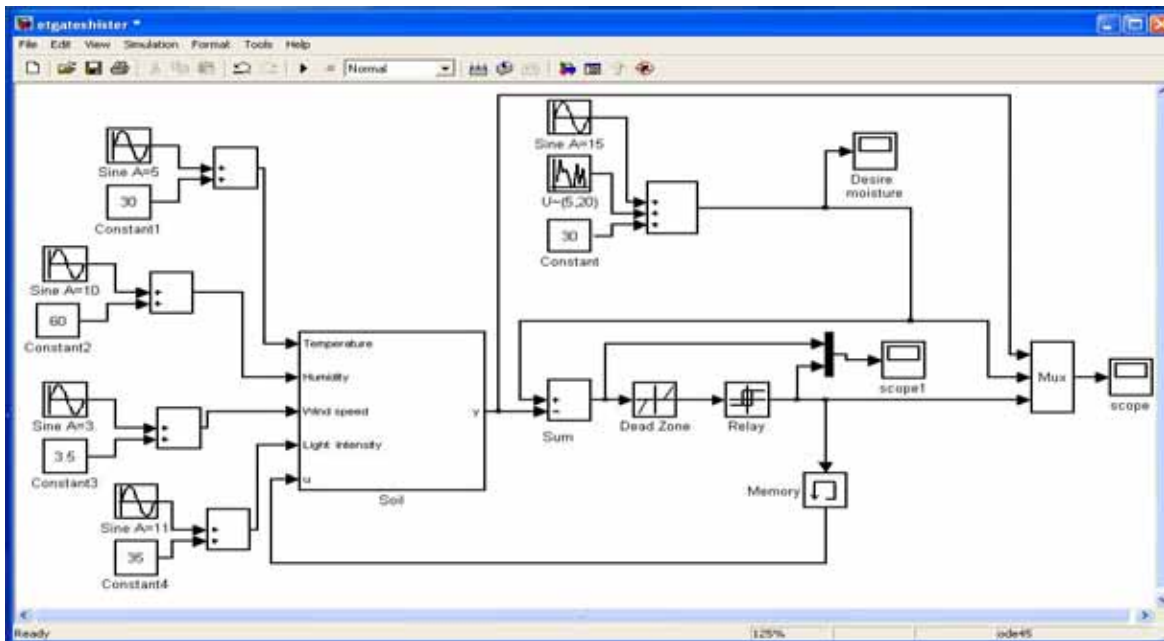 etgateshister *
File Edit View Simulation Format Tools Help
Normal
Sine A=5
30
Constant1
Sine A=10
60
Constant2
Sine A=3
3.5
Constant3
Sine A=11
35
Constant4
Temperature
Humidity
Wind speed
Light Intensity
u
y
Soil
Sine A=15
U~(5,20)
30
Constant
Desire
moisture
Sum
Dead Zone
Relay
scope1
Mux
scope
Memory
Ready
125%
ode45